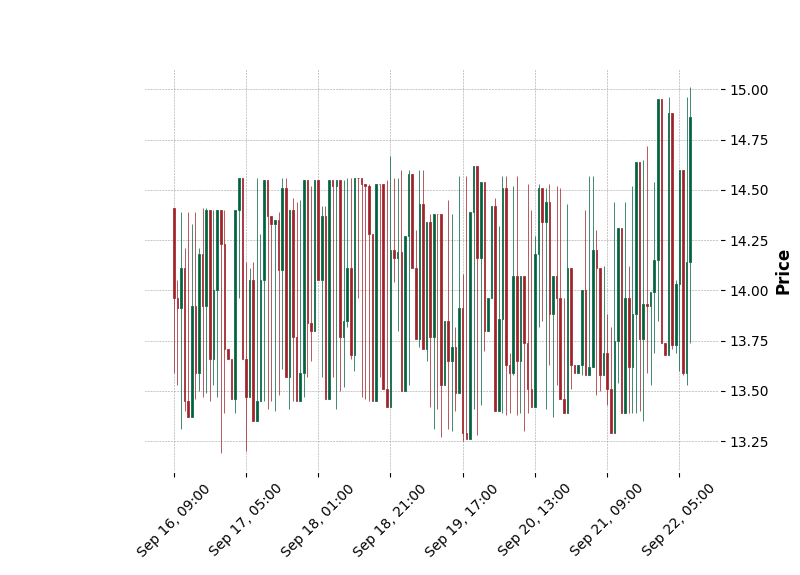 15.00
14.75
14.50
14.25
14.00
13.75
13.50
13.25
Price
Sep 16, 09:00
Sep 17, 05:00
Sep 18, 01:00
Sep 18, 21:00
Sep 19, 17:00
Sep 20, 13:00
Sep 21, 09:00
Sep 22, 05:00